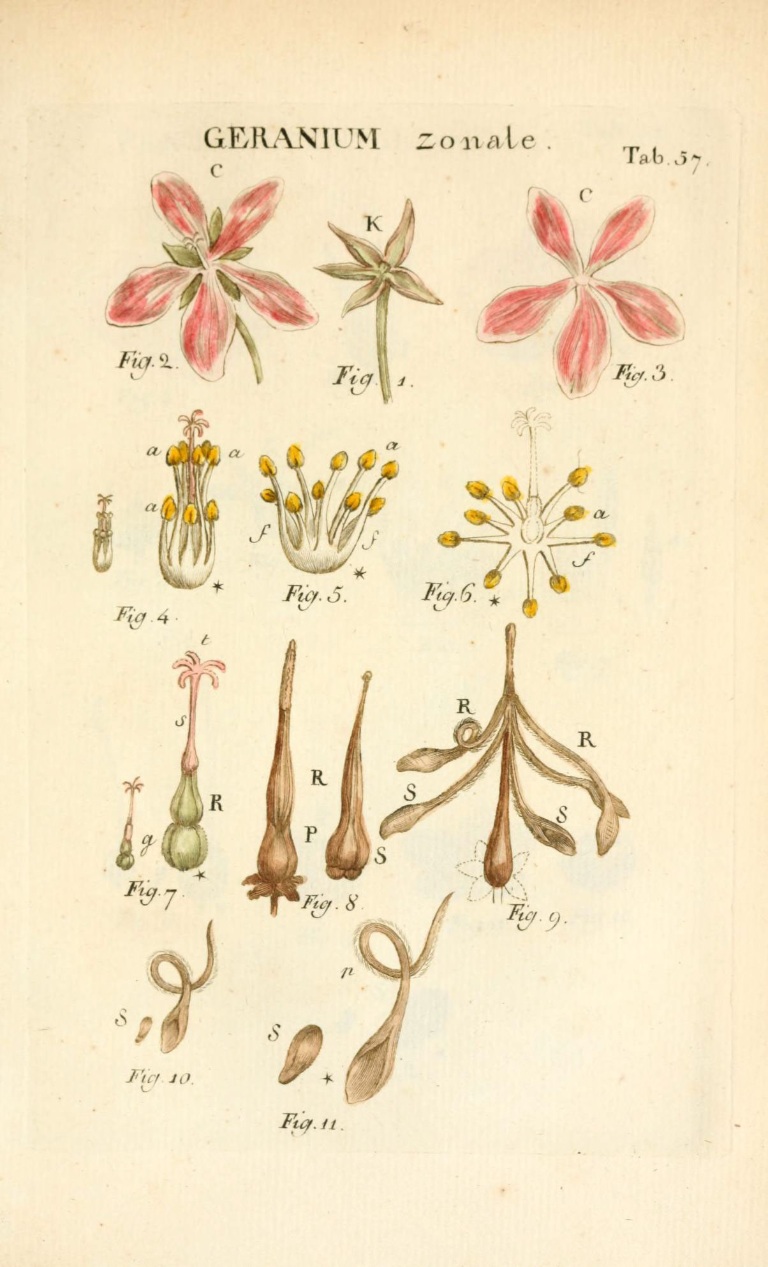 GERANIUM zonale.
Tab. 57.
C
K
C
Fig. 2.
Fig. 1.
Fig. 3.
a
a
a
a
f
f
a
f
*
*
*
Fig. 4.
Fig. 5.
Fig. 6.
t
s
R
g
*
Fig. 7.
R
P
S
Fig. 8.
R
R
S
S
Fig. 9.
S
Fig. 10.
p
S
*
Fig. 11.